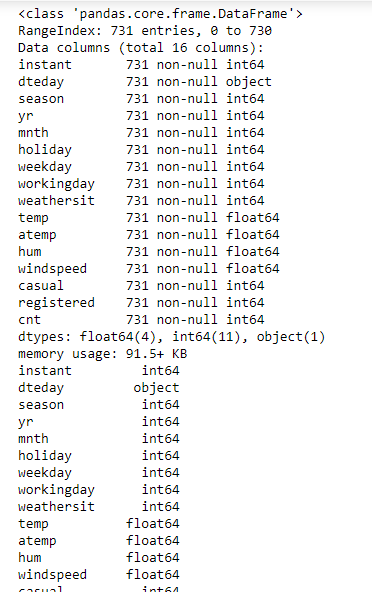 <class 'pandas.core.frame.DataFrame'>
RangeIndex: 731 entries, 0 to 730
Data columns (total 16 columns):
instant 731 non-null int64
dteday 731 non-null object
season 731 non-null int64
yr 731 non-null int64
mnth 731 non-null int64
holiday 731 non-null int64
weekday 731 non-null int64
workingday 731 non-null int64
weathersit 731 non-null int64
temp 731 non-null float64
atemp 731 non-null float64
hum 731 non-null float64
windspeed 731 non-null float64
casual 731 non-null int64
registered 731 non-null int64
cnt 731 non-null int64
dtypes: float64(4), int64(11), object(1)
memory usage: 91.5+ KB
instant int64
dteday object
season int64
yr int64
mnth int64
holiday int64
weekday int64
workingday int64
weathersit int64
temp float64
atemp float64
hum float64
windspeed float64
casual int64